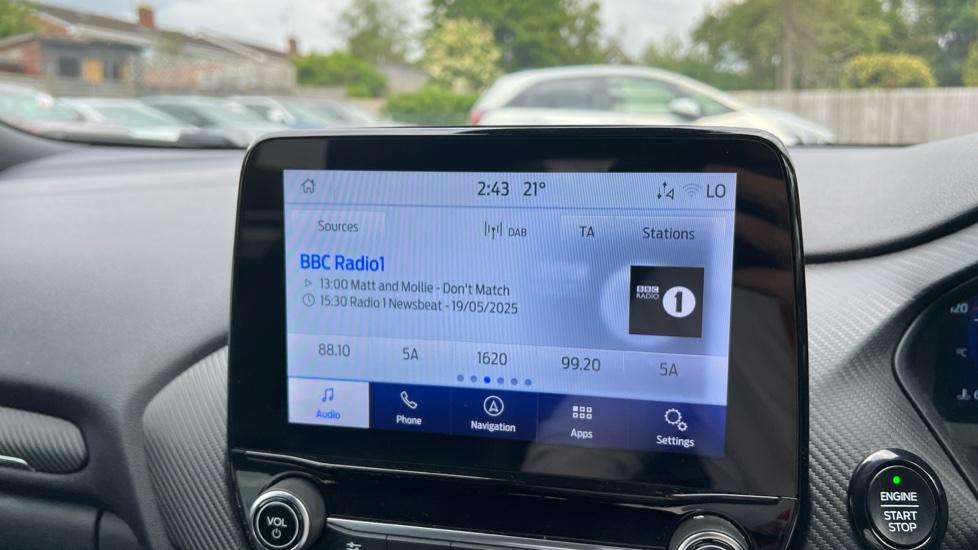 2:43 21° LO
Sources DAB TA Stations
BBC Radio1
13:00 Matt and Mollie - Don't Match
15:30 Radio 1 Newsbeat - 19/05/2025
BBC
RADIO 1
88.10 5A 1620 99.20 5A
Audio Phone Navigation Apps Settings
VOL
ENGINE
START
STOP
°C